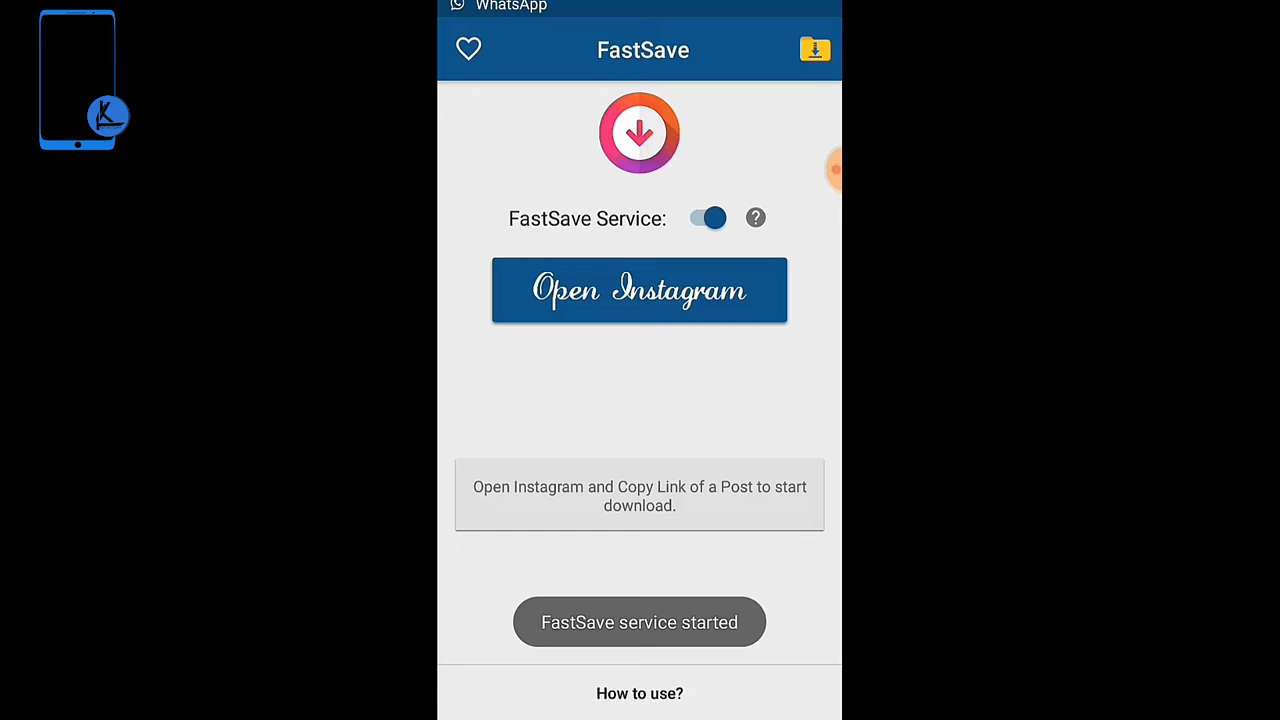 WhatsApp
FastSave
FastSave Service:
?
Open Instagram
Open Instagram and Copy Link of a Post to start
download.
FastSave service started
How to use?
K